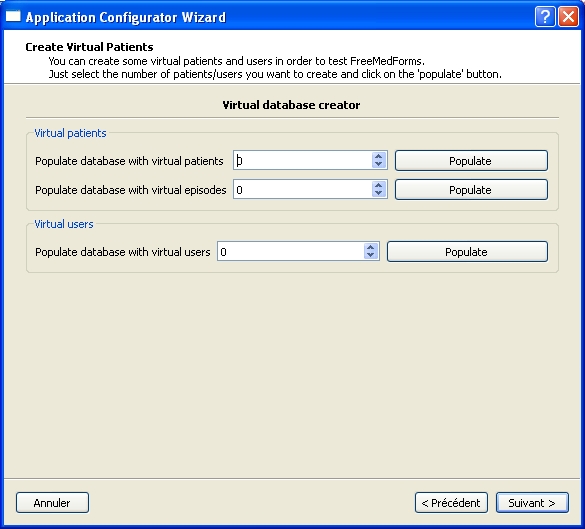 Application Configurator Wizard
Create Virtual Patients
You can create some virtual patients and users in order to test FreeMedForms.
Just select the number of patients/users you want to create and click on the 'populate' button.
Virtual database creator
Virtual patients
Populate database with virtual patients 0 Populate
Populate database with virtual episodes 0 Populate
Virtual users
Populate database with virtual users 0 Populate
Annuler < Précédent Suivant >